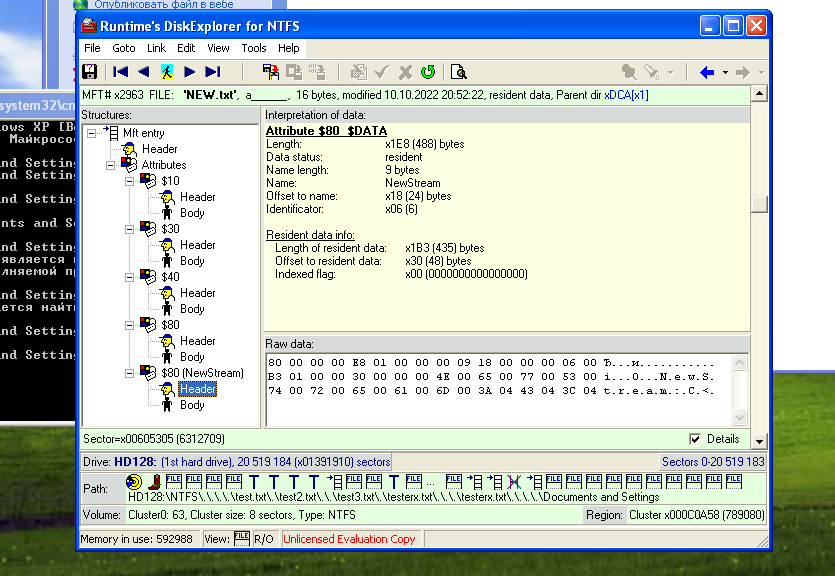 Опубликовать файл в вебе
Runtime's DiskExplorer for NTFS
File Goto Link Edit View Tools Help
MFT# x2963 FILE: 'NEW.txt', a______, 16 bytes, modified 10.10.2022 20:52:22, resident data, Parent dir xDCA[x1]
system32\cm
ows XP [Ве
Майкросо
nd Setting
nd Setting
nd Setting
nts and Se
является
лняемой п
nd Setting
ется найт
nd Setting
nd Setting
Structures:
Mft entry
Header
Attributes
$10
Header
Body
$30
Header
Body
$40
Header
Body
$80
Header
Body
$80 (NewStream)
Header
Body
Interpretation of data:
Attribute $80 $DATA
Length: x1E8 (488) bytes
Data status: resident
Name length: 9 bytes
Name: NewStream
Offset to name: x18 (24) bytes
Identificator: x06 (6)
Resident data info:
Length of resident data: x1B3 (435) bytes
Offset to resident data: x30 (48) bytes
Indexed flag: x00 (0000000000000000)
Raw data:
80 00 00 00 E8 01 00 00 00 09 18 00 00 00 06 00 Ђ...и...........
B3 01 00 00 30 00 00 00 4E 00 65 00 77 00 53 00 і...0...N.e.w.S.
74 00 72 00 65 00 61 00 6D 00 3A 04 43 04 3C 04 t.r.e.a.m.:.C.<.
Sector=x00605305 (6312709)
Details
Drive: HD128: (1st hard drive), 20 519 184 (x01391910) sectors
Sectors 0-20 519 183
Path:
HD128:\NTFS\.\.\.\.\test.txt\.\test2.txt\.\.\test3.txt\.\testerx.txt\.\.\.\testerx.txt\.\.\.\.\Documents and Settings
Volume: Cluster0: 63, Cluster size: 8 sectors, Type: NTFS
Region: Cluster x000C0A58 (789080)
Memory in use: 592988 View: FILE R/O Unlicensed Evaluation Copy